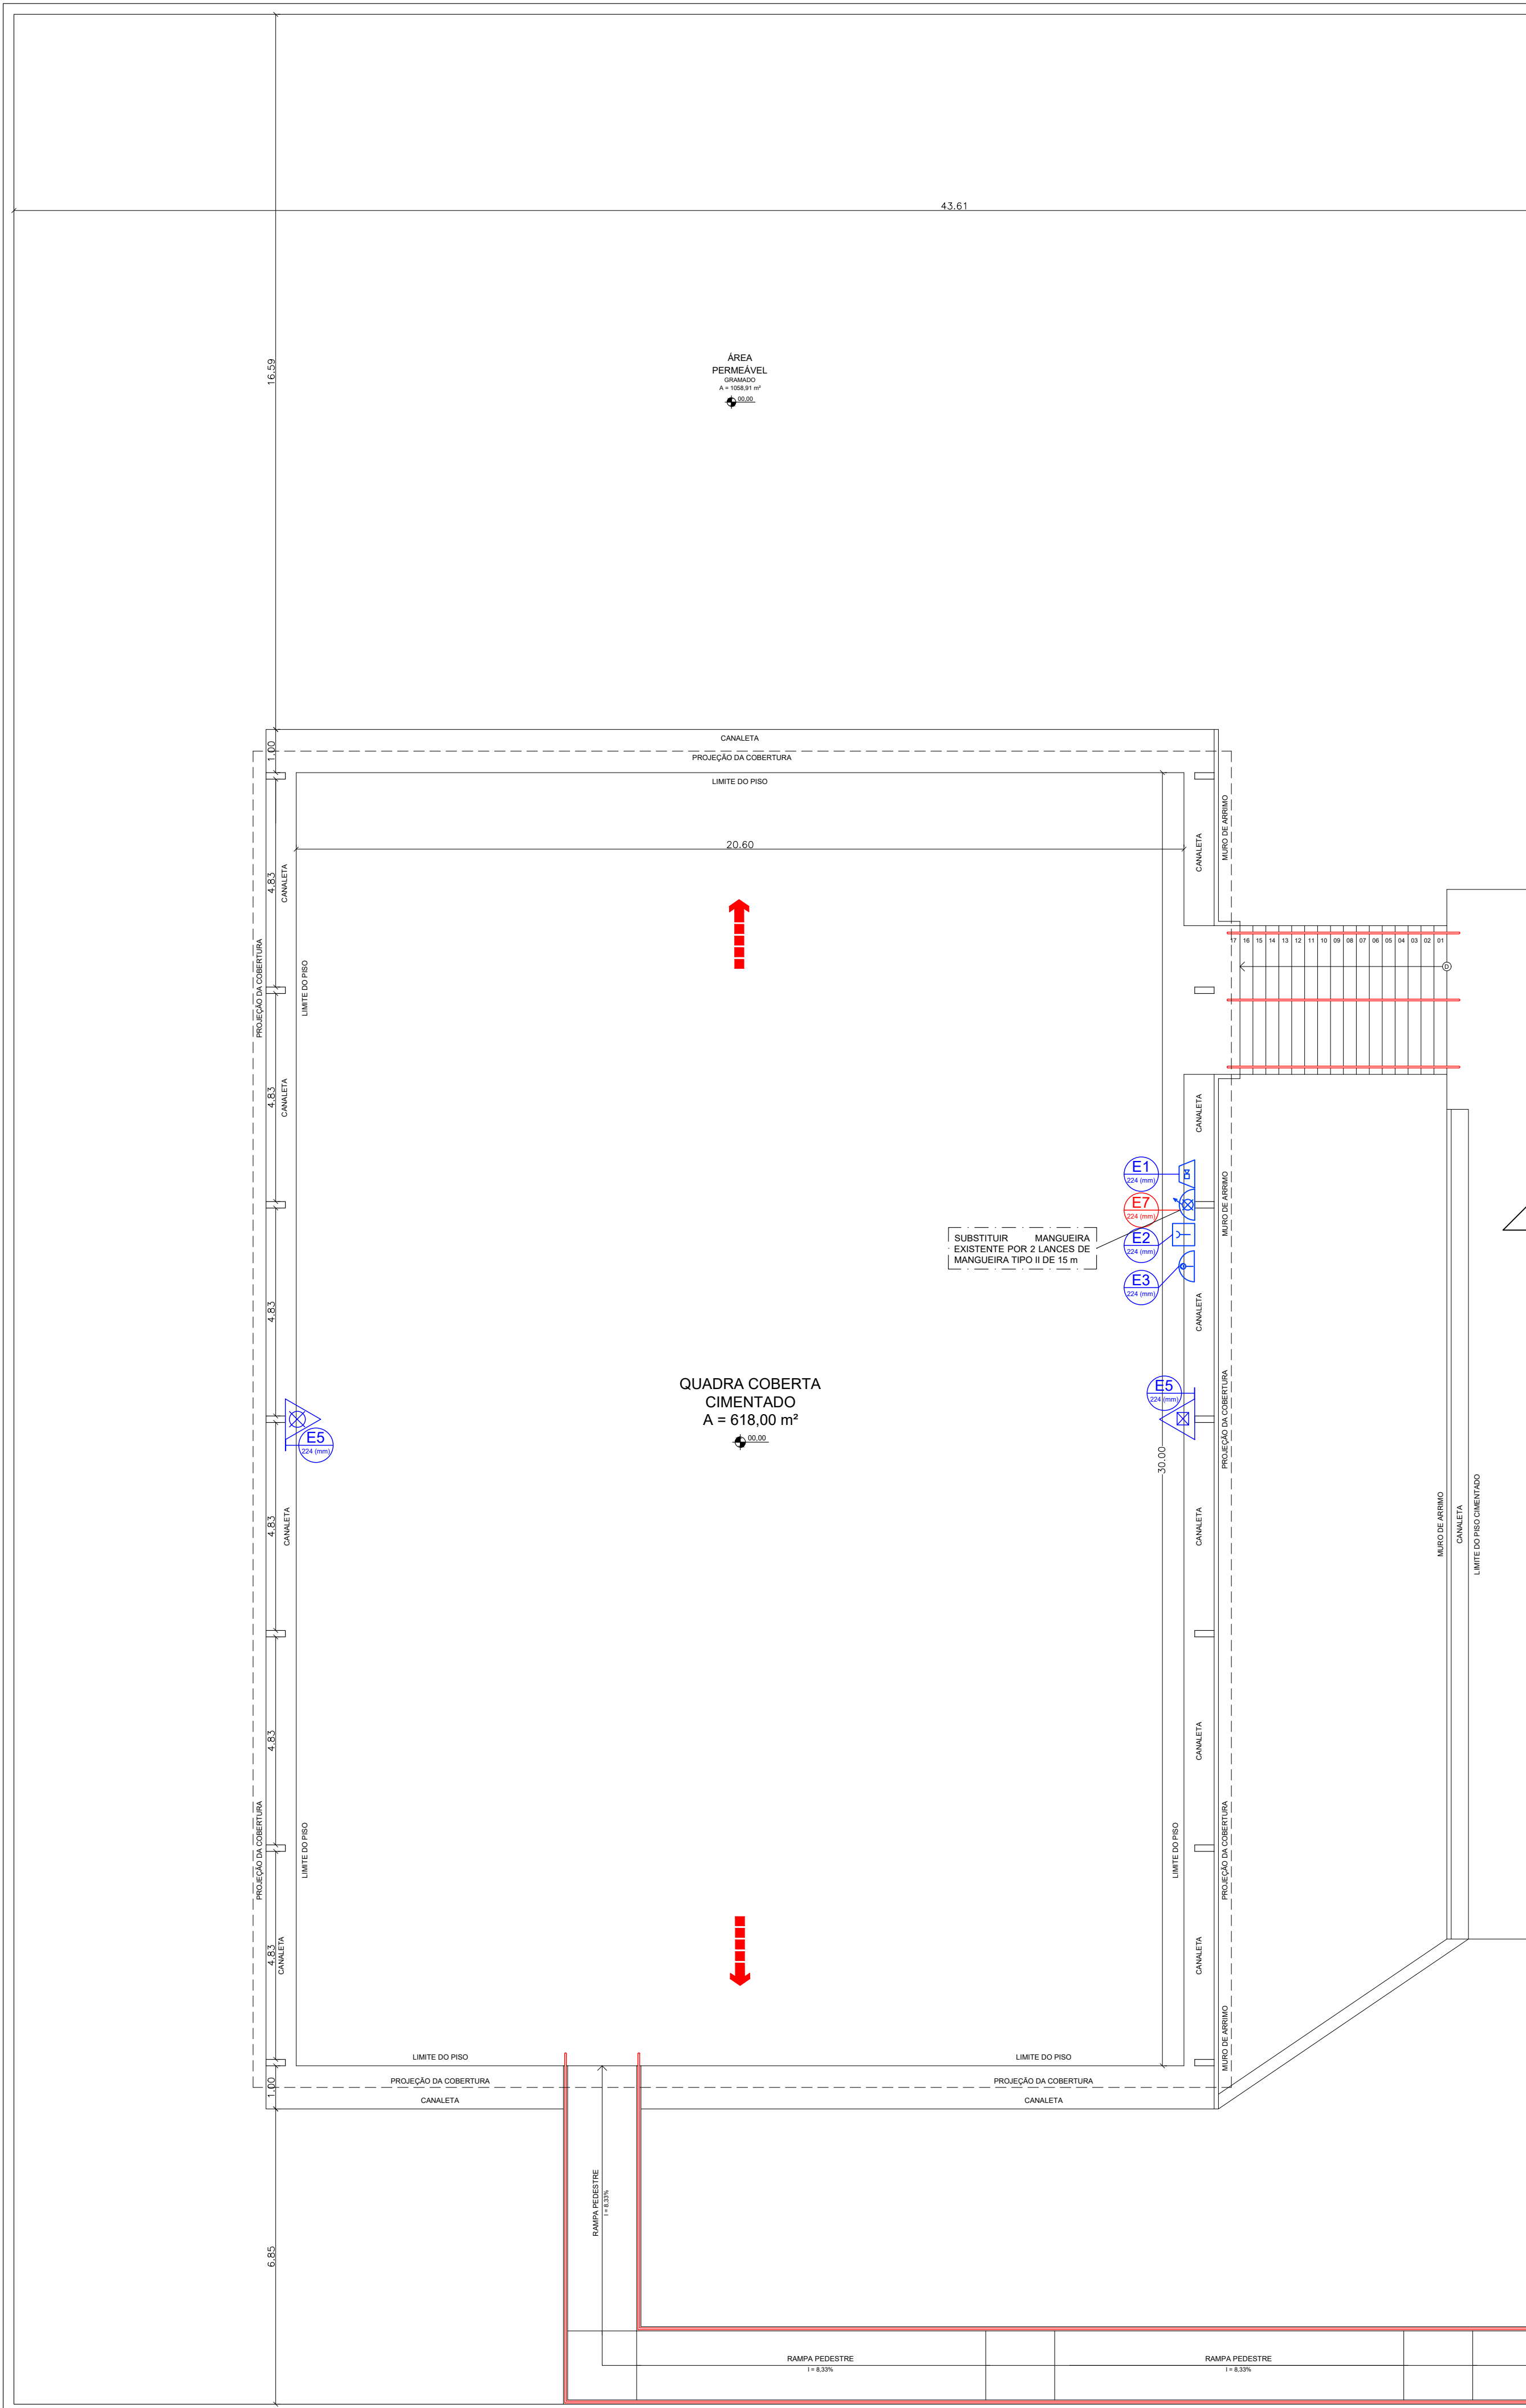 43.61
16.59
ÁREA
PERMEÁVEL
GRAMADO
A = 1058,91 m²
00,00
CANALETA
PROJEÇÃO DA COBERTURA
LIMITE DO PISO
1.00
20.60
4.83
CANALETA
CANALETA
MURO DE ARRIMO
PROJEÇÃO DA COBERTURA
LIMITE DO PISO
17 16 15 14 13 12 11 10 09 08 07 06 05 04 03 02 01
D
4.83
CANALETA
CANALETA
E1
224 (mm)
E7
224 (mm)
E2
224 (mm)
E3
224 (mm)
MURO DE ARRIMO
SUBSTITUIR MANGUEIRA
EXISTENTE POR 2 LANCES DE
MANGUEIRA TIPO II DE 15 m
4.83
CANALETA
QUADRA COBERTA
CIMENTADO
A = 618,00 m²
00,00
E5
224 (mm)
E5
224 (mm)
PROJEÇÃO DA COBERTURA
30.00
4.83
CANALETA
CANALETA
MURO DE ARRIMO
CANALETA
LIMITE DO PISO CIMENTADO
4.83
CANALETA
PROJEÇÃO DA COBERTURA
LIMITE DO PISO
LIMITE DO PISO
PROJEÇÃO DA COBERTURA
4.83
CANALETA
CANALETA
MURO DE ARRIMO
LIMITE DO PISO
LIMITE DO PISO
1.00
PROJEÇÃO DA COBERTURA
PROJEÇÃO DA COBERTURA
CANALETA
CANALETA
RAMPA PEDESTRE
I = 8,33%
6.85
RAMPA PEDESTRE
I = 8,33%
RAMPA PEDESTRE
I = 8,33%